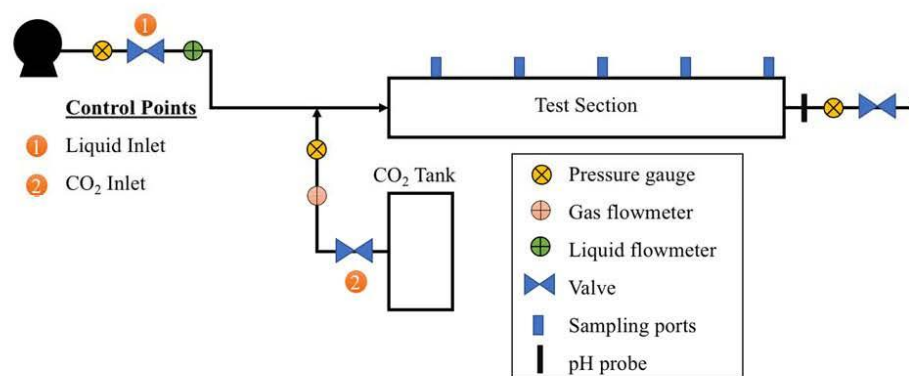 1
Control Points
1 Liquid Inlet
2 CO₂ Inlet
Test Section
CO₂ Tank
2
Pressure gauge
Gas flowmeter
Liquid flowmeter
Valve
Sampling ports
pH probe